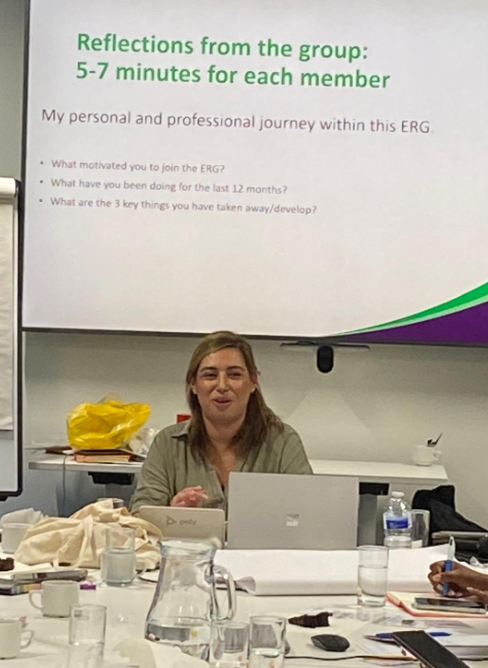 Reflections from the group:
5-7 minutes for each member
My personal and professional journey within this ERG.
• What motivated you to join the ERG?
• What have you been doing for the last 12 months?
• What are the 3 key things you have taken away/develop?
poly